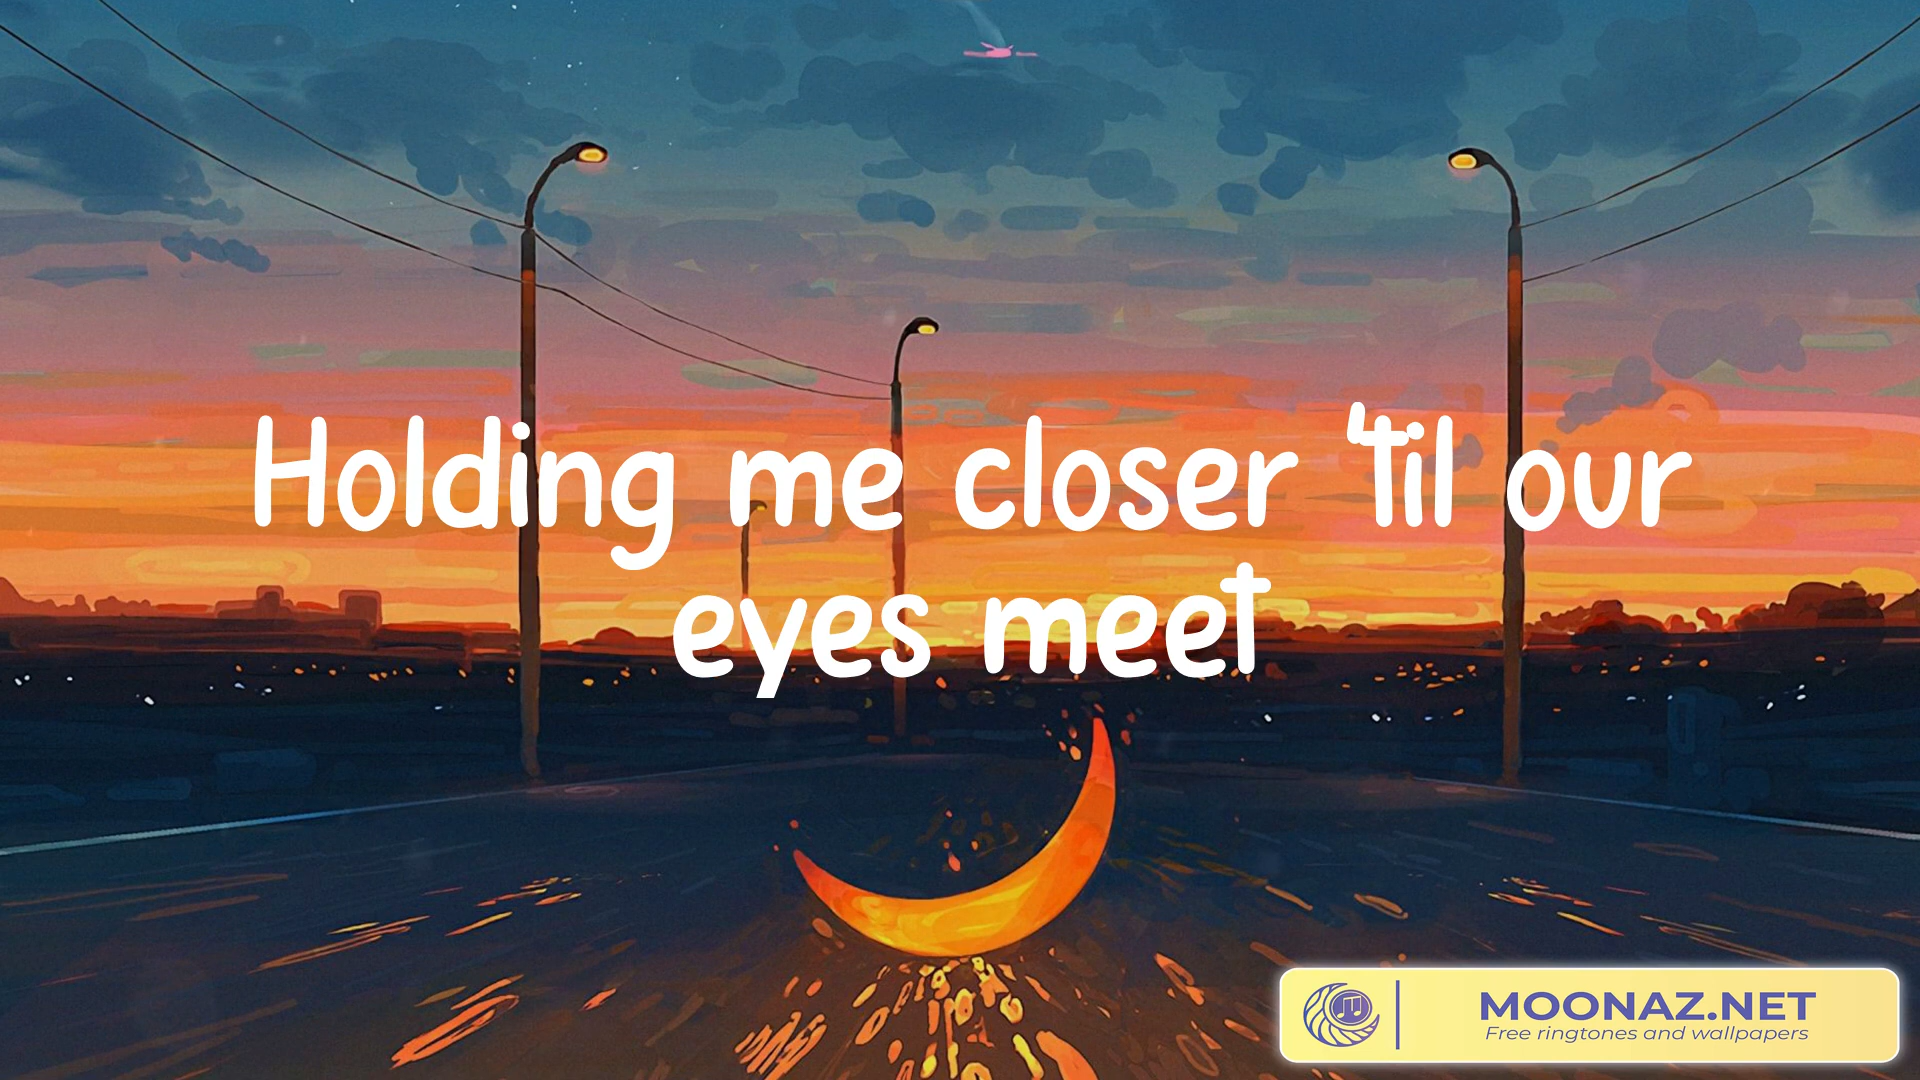 Holding me closer 'til our
eyes meet
MOONAZ.NET
Free ringtones and wallpapers